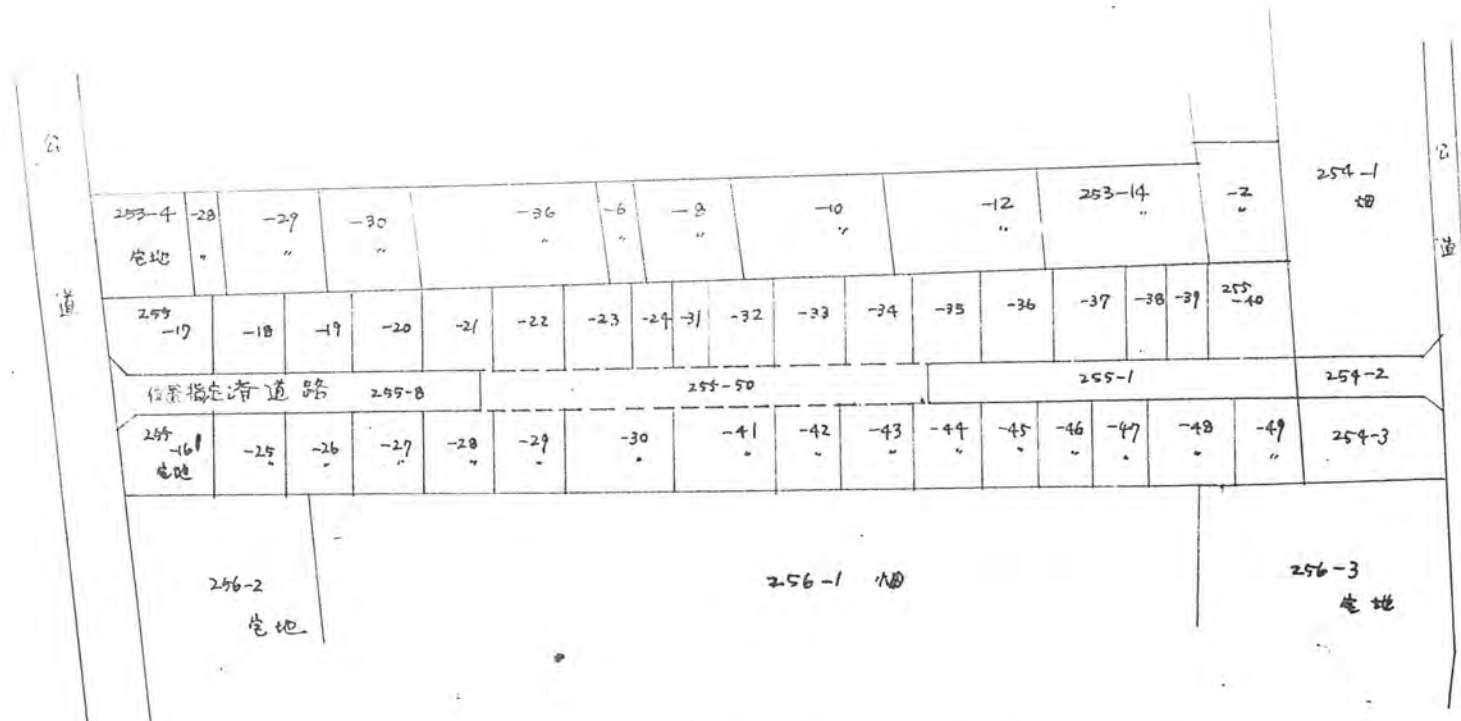 公道
公道
253-4 -28 -29 -30 -36 -6 -8 -10 -12 253-14 -2 254-1
宅地 〃 〃 〃 〃 〃 〃 〃 〃 〃 〃 畑
255-17 -18 -19 -20 -21 -22 -23 -24 -31 -32 -33 -34 -35 -36 -37 -38 -39 255-40
位置指定済道路 255-8 255-50 255-1 254-2
255-16 -25 -26 -27 -28 -29 -30 -41 -42 -43 -44 -45 -46 -47 -48 -49 254-3
宅地 〃 〃 〃 〃 〃 〃 〃 〃 〃 〃 〃 〃 〃 〃 〃
256-2 256-1 畑 256-3
宅地 宅地